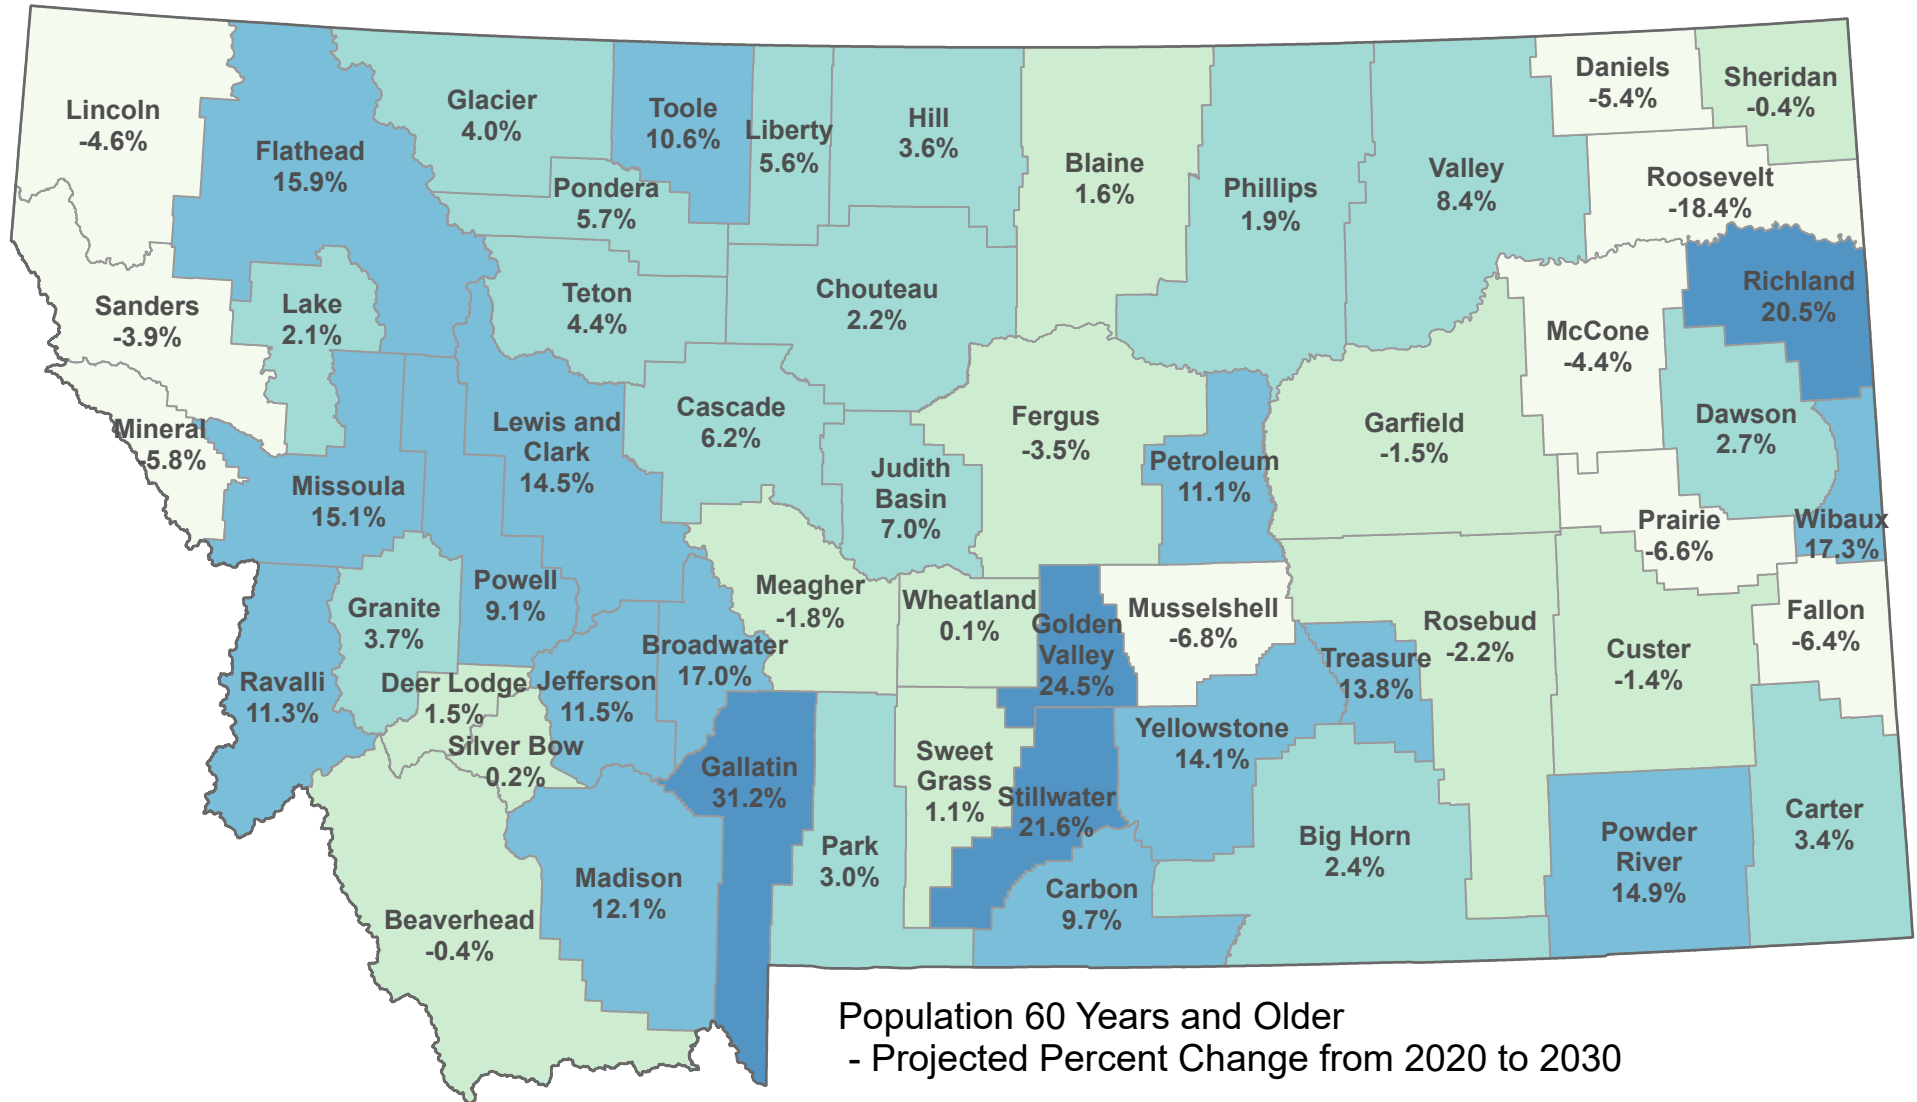 Lincoln
-4.6%
Flathead
15.9%
Glacier
4.0%
Toole
10.6%
Liberty
5.6%
Hill
3.6%
Blaine
1.6%
Phillips
1.9%
Valley
8.4%
Daniels
-5.4%
Sheridan
-0.4%
Roosevelt
-18.4%
Pondera
5.7%
Sanders
-3.9%
Lake
2.1%
Teton
4.4%
Chouteau
2.2%
Richland
20.5%
McCone
-4.4%
Mineral
-5.8%
Missoula
15.1%
Lewis and
Clark
14.5%
Cascade
6.2%
Judith
Basin
7.0%
Fergus
-3.5%
Petroleum
11.1%
Garfield
-1.5%
Dawson
2.7%
Prairie
-6.6%
Wibaux
17.3%
Powell
9.1%
Granite
3.7%
Meagher
-1.8%
Wheatland
0.1%
Golden
Valley
24.5%
Musselshell
-6.8%
Rosebud
-2.2%
Custer
-1.4%
Fallon
-6.4%
Ravalli
11.3%
Deer Lodge
1.5%
Jefferson
11.5%
Broadwater
17.0%
Treasure
13.8%
Silver Bow
0.2%
Gallatin
31.2%
Sweet
Grass
1.1%
Stillwater
21.6%
Yellowstone
14.1%
Park
3.0%
Big Horn
2.4%
Powder
River
14.9%
Carter
3.4%
Madison
12.1%
Carbon
9.7%
Beaverhead
-0.4%
Population 60 Years and Older
- Projected Percent Change from 2020 to 2030